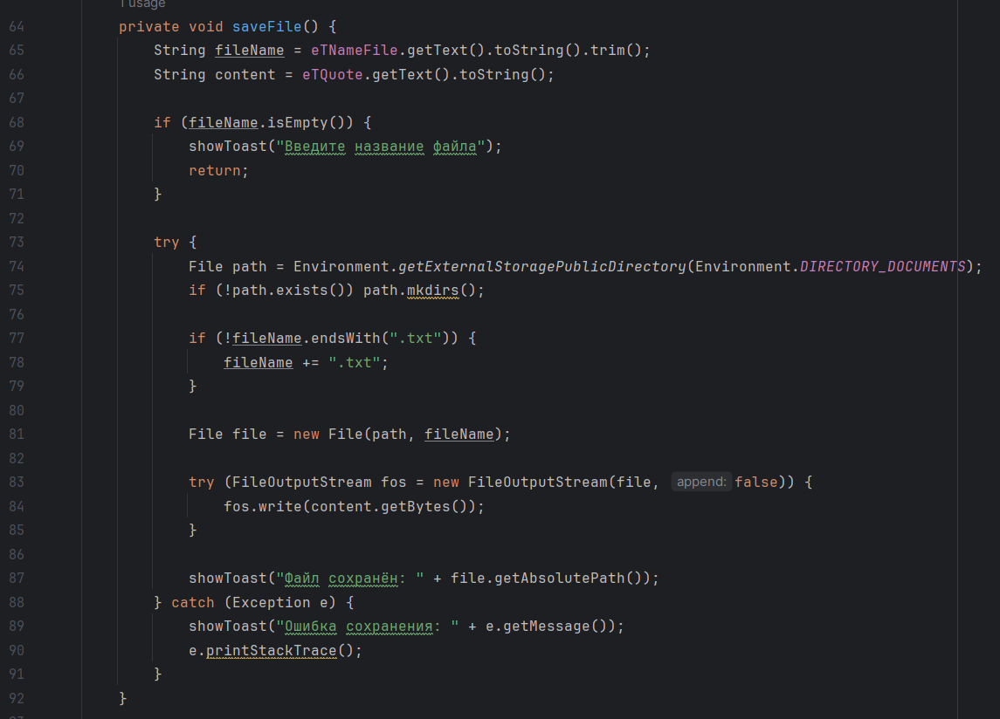 1 usage
64 private void saveFile() {
65 String fileName = eTNameFile.getText().toString().trim();
66 String content = eTQuote.getText().toString();
67
68 if (fileName.isEmpty()) {
69 showToast("Введите название файла");
70 return;
71 }
72
73 try {
74 File path = Environment.getExternalStoragePublicDirectory(Environment.DIRECTORY_DOCUMENTS);
75 if (!path.exists()) path.mkdirs();
76
77 if (!fileName.endsWith(".txt")) {
78 fileName += ".txt";
79 }
80
81 File file = new File(path, fileName);
82
83 try (FileOutputStream fos = new FileOutputStream(file, append: false)) {
84 fos.write(content.getBytes());
85 }
86
87 showToast("Файл сохранён: " + file.getAbsolutePath());
88 } catch (Exception e) {
89 showToast("Ошибка сохранения: " + e.getMessage());
90 e.printStackTrace();
91 }
92 }